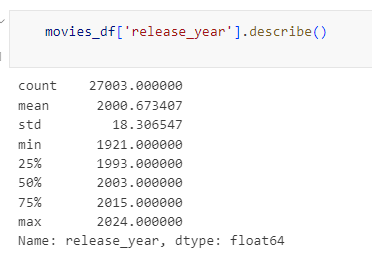 movies_df['release_year'].describe()
count 27003.000000
mean 2000.673407
std 18.306547
min 1921.000000
25% 1993.000000
50% 2003.000000
75% 2015.000000
max 2024.000000
Name: release_year, dtype: float64